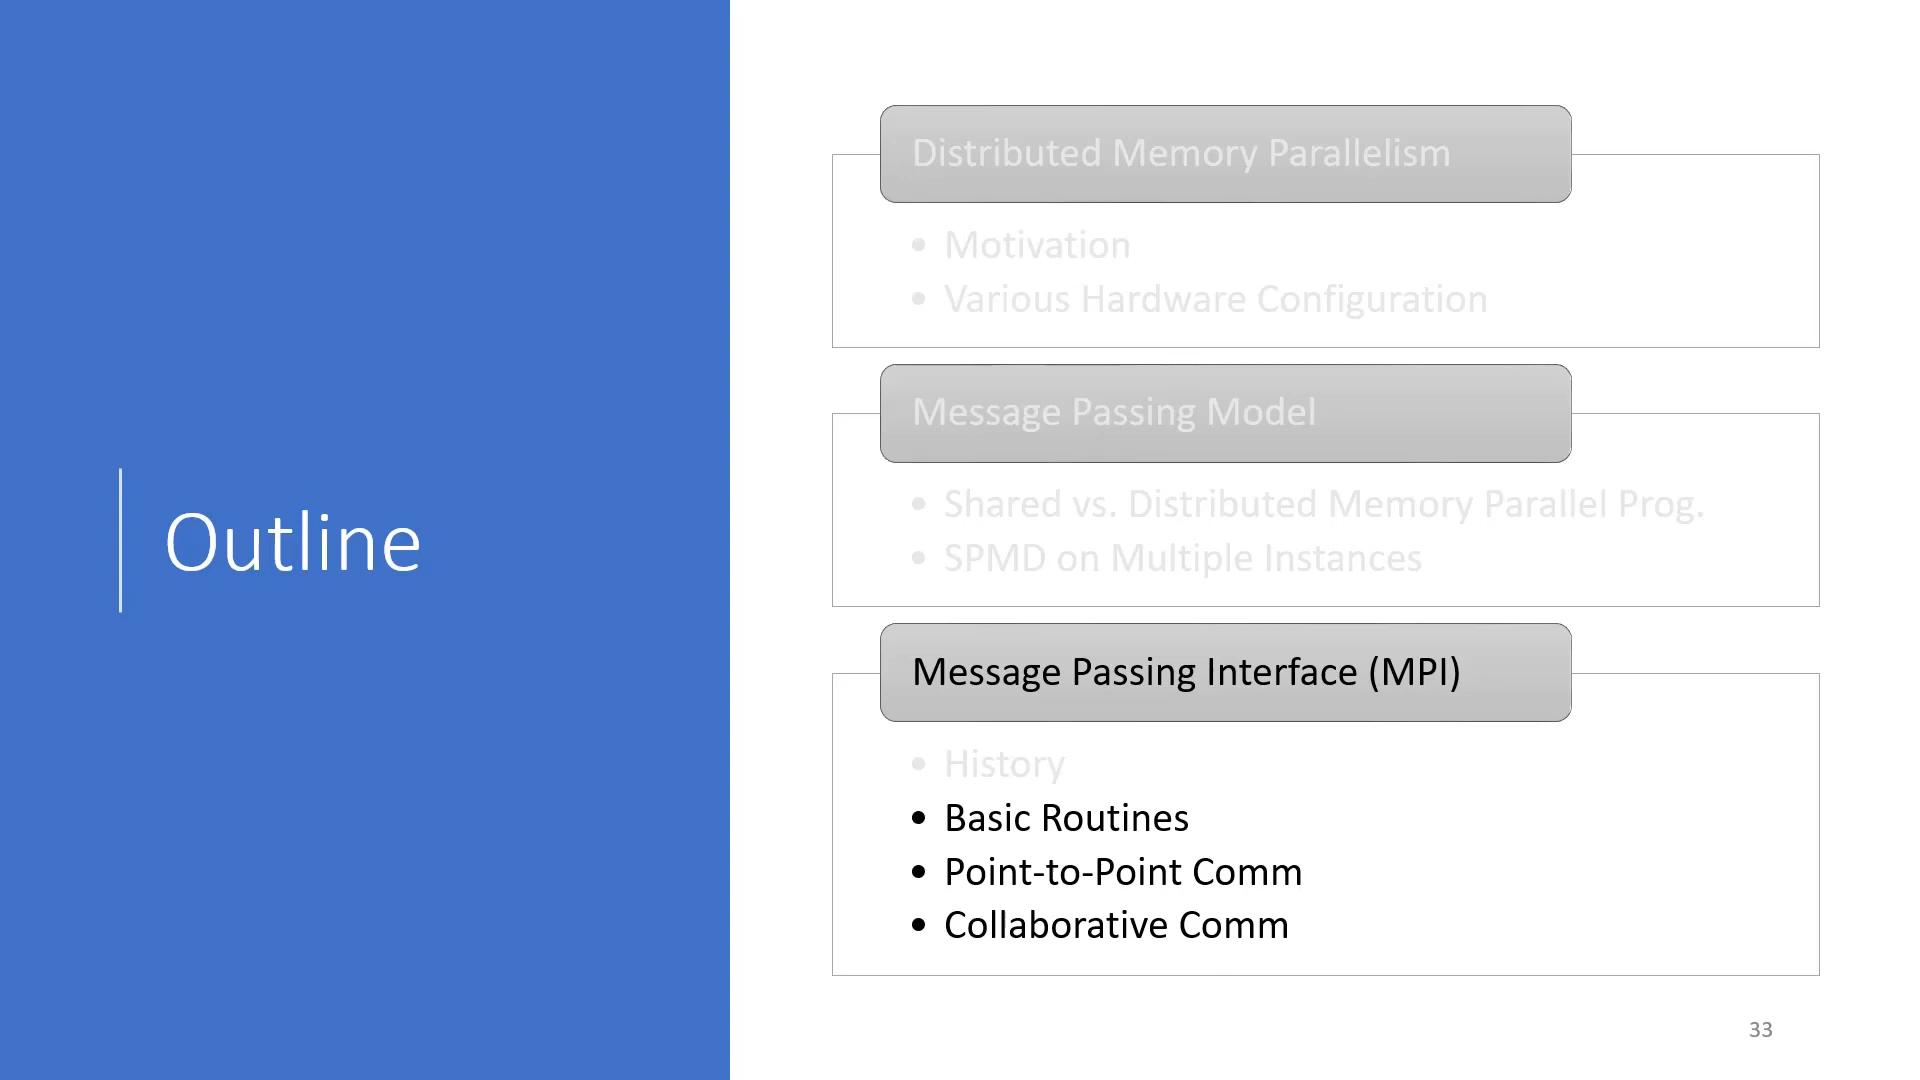 Outline
Distributed Memory Parallelism
• Motivation
• Various Hardware Configuration
Message Passing Model
• Shared vs. Distributed Memory Parallel Prog.
• SPMD on Multiple Instances
Message Passing Interface (MPI)
• History
• Basic Routines
• Point-to-Point Comm
• Collaborative Comm
33